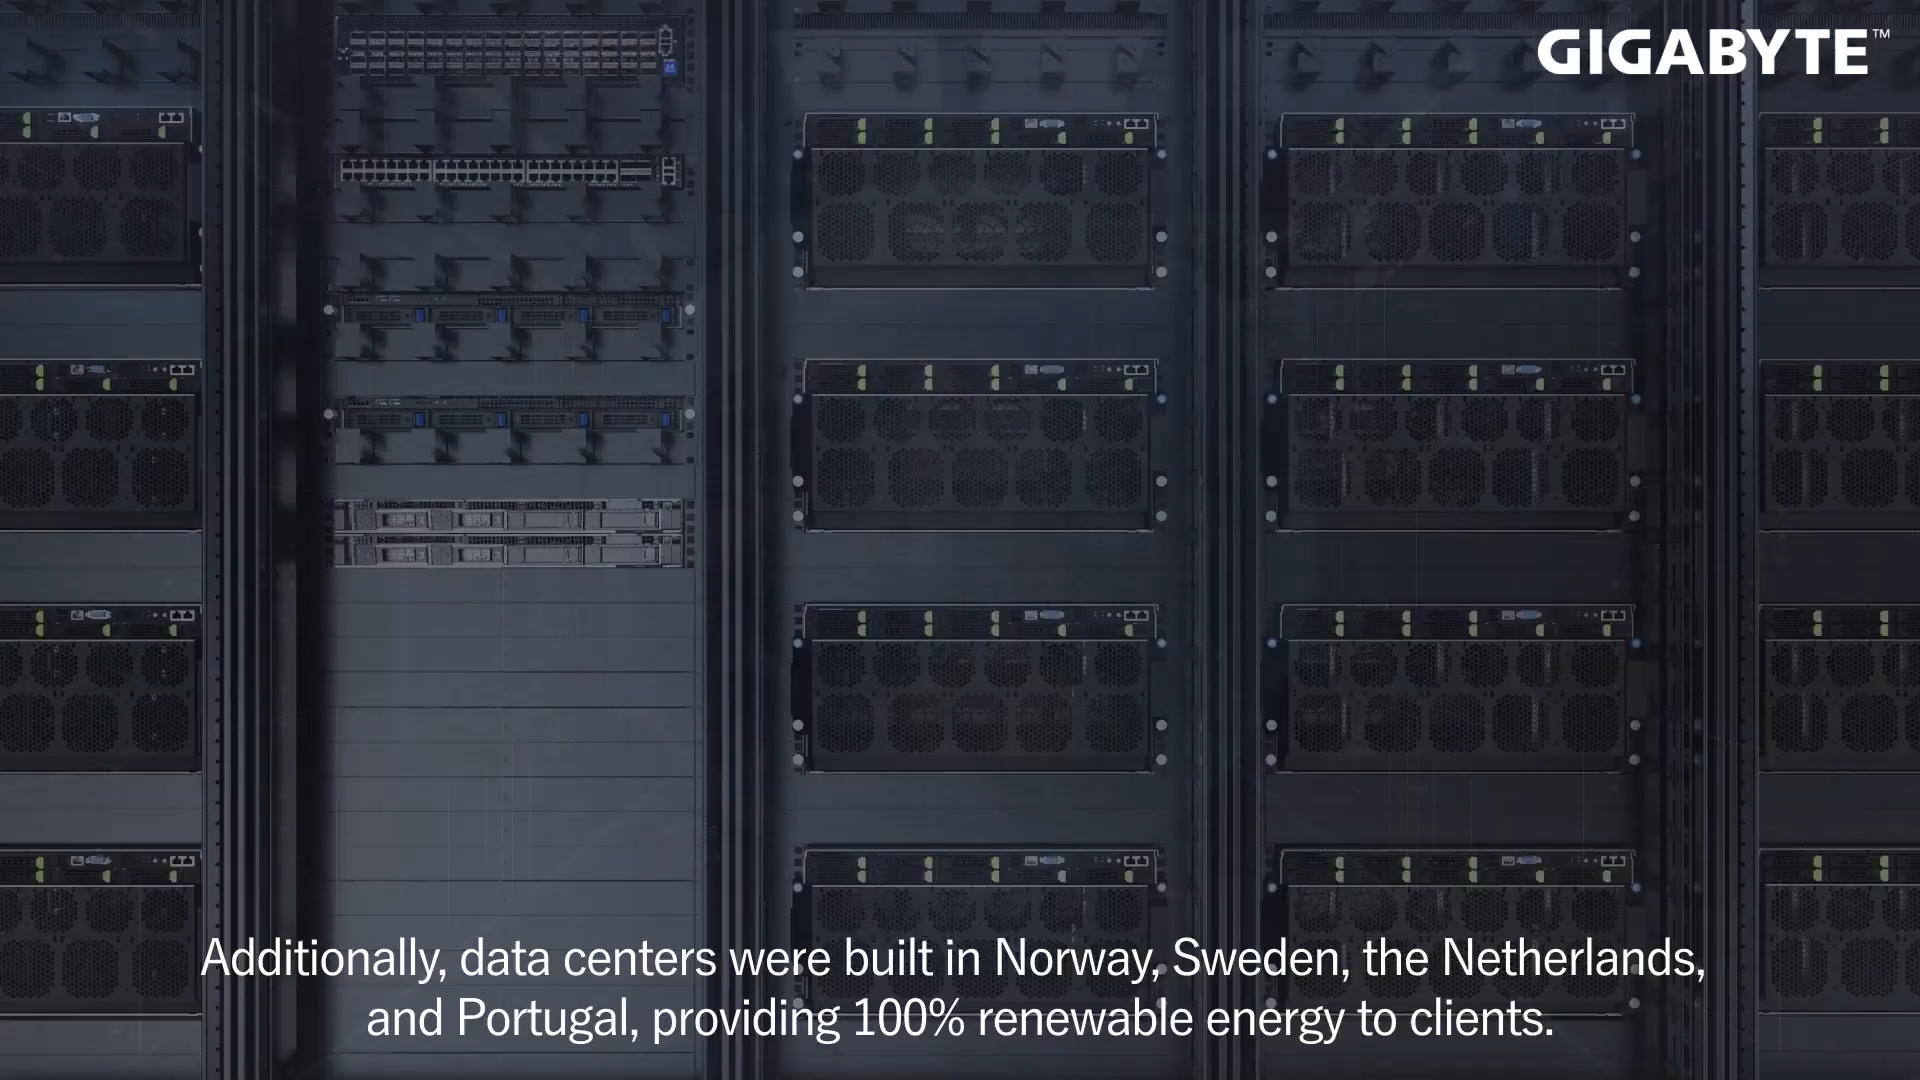 GIGABYTE™
Additionally, data centers were built in Norway, Sweden, the Netherlands,
and Portugal, providing 100% renewable energy to clients.